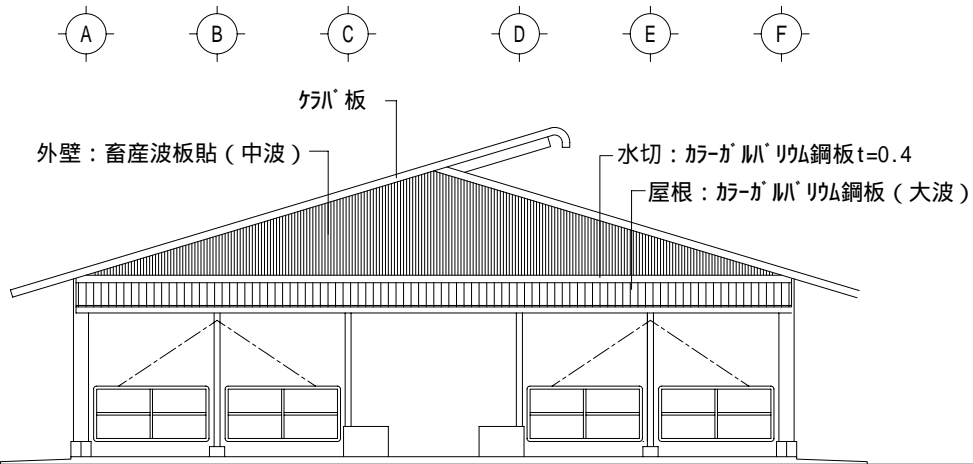 A B C D E F
ｹﾗﾊﾞ板
外壁：畜産波板貼（中波）
水切：ｶﾗｰｶﾞﾙﾊﾞﾘｳﾑ鋼板t=0.4
屋根：ｶﾗｰｶﾞﾙﾊﾞﾘｳﾑ鋼板（大波）